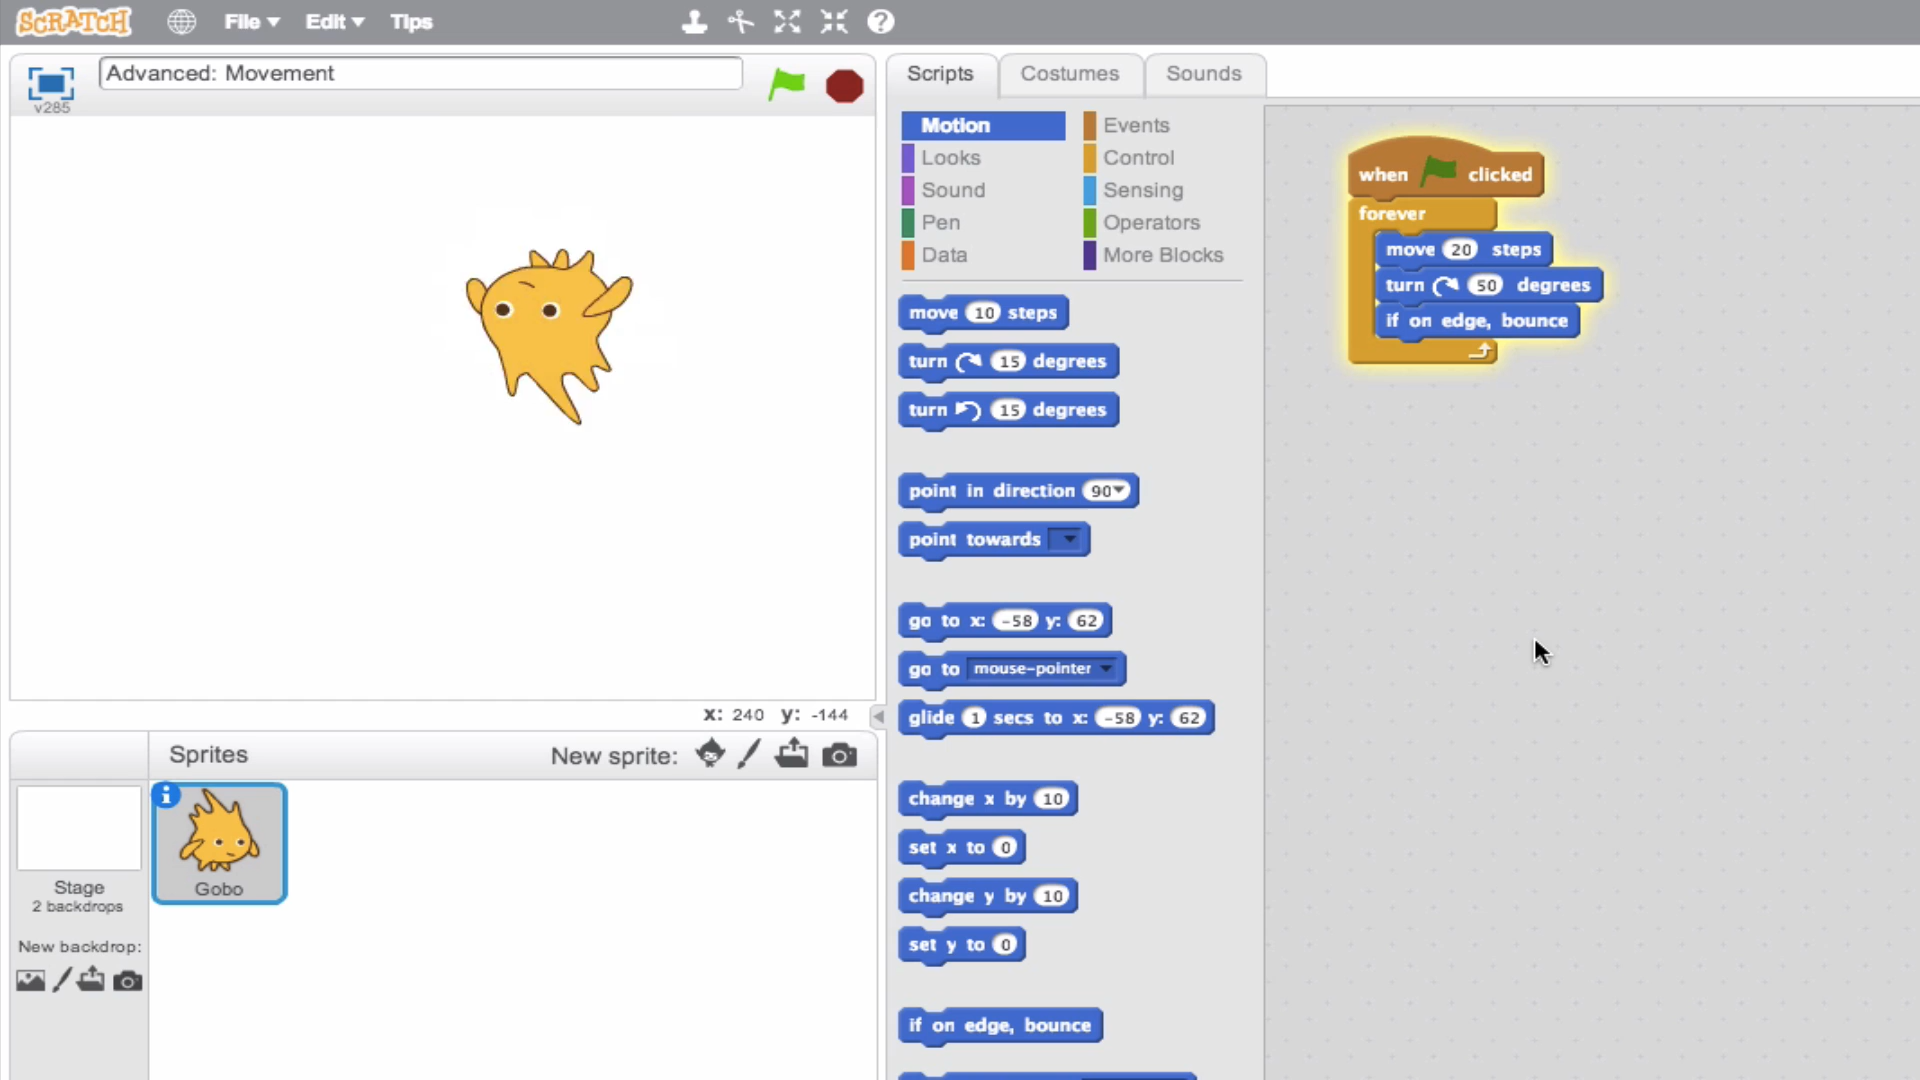 SCRATCH File Edit Tips
v285
Advanced: Movement
x: 240 y: -144
Sprites New sprite:
Stage
2 backdrops
New backdrop:
Gobo
Scripts Costumes Sounds
Motion Events
Looks Control
Sound Sensing
Pen Operators
Data More Blocks
move 10 steps
turn 15 degrees
turn 15 degrees
point in direction 90
point towards
go to x: -58 y: 62
go to mouse-pointer
glide 1 secs to x: -58 y: 62
change x by 10
set x to 0
change y by 10
set y to 0
if on edge, bounce
when clicked
forever
move 20 steps
turn 50 degrees
if on edge, bounce